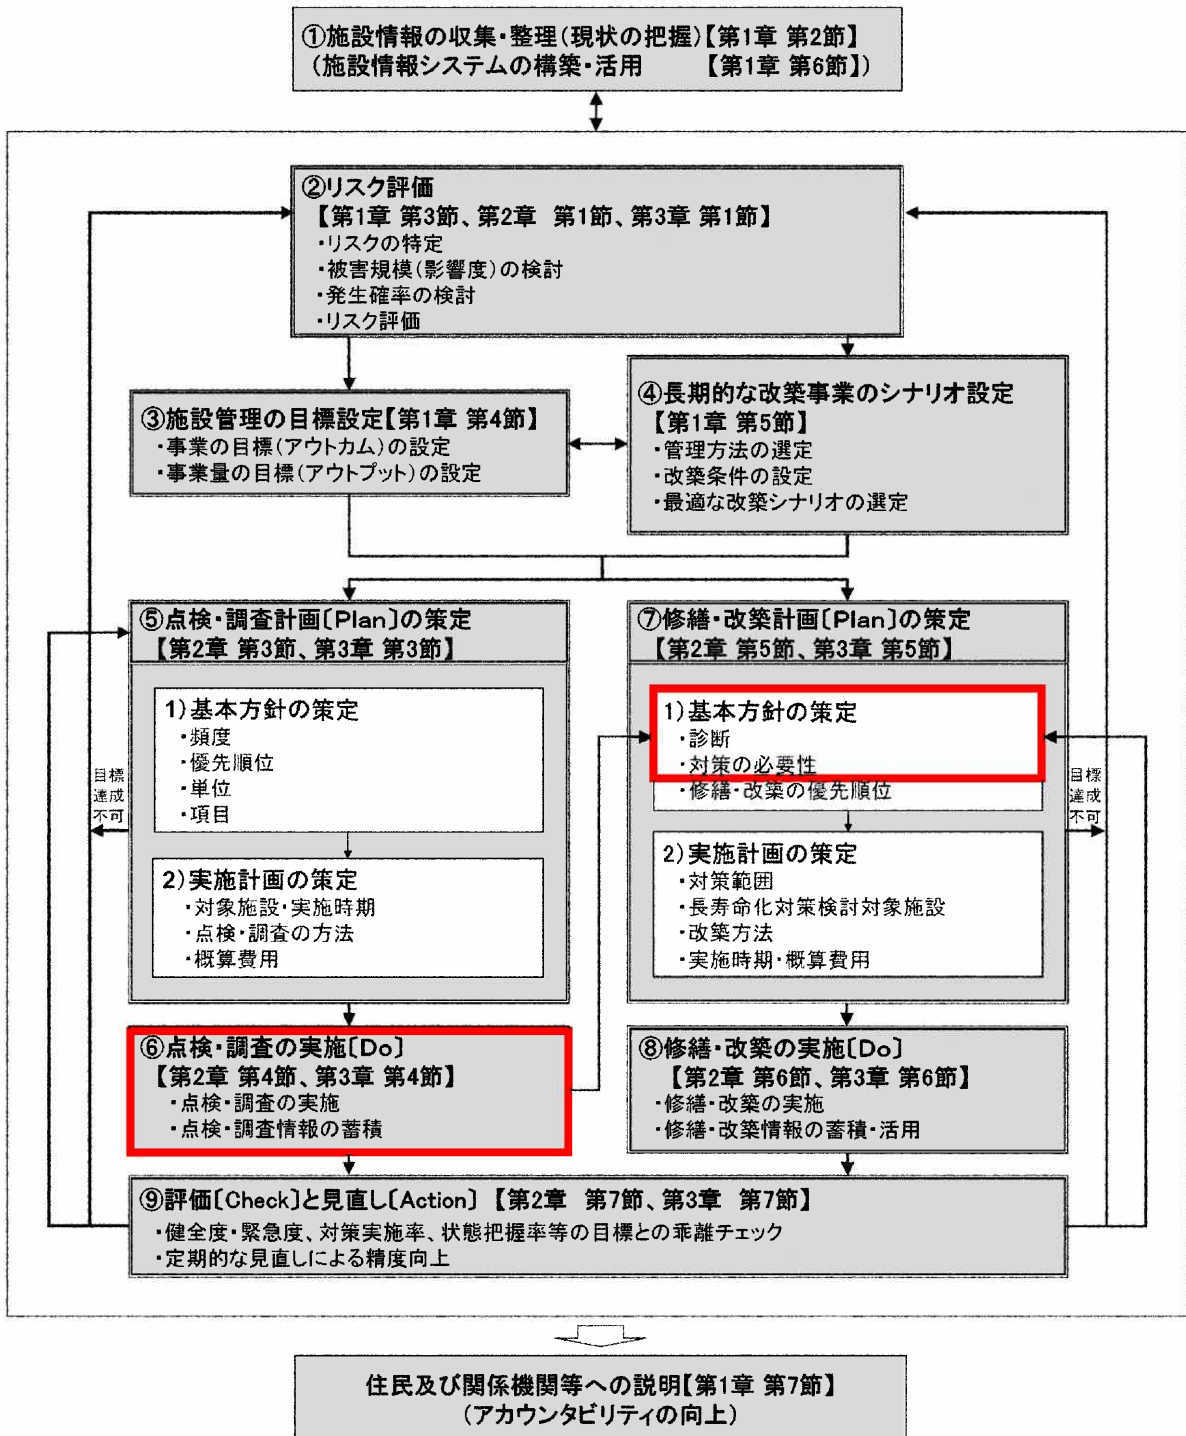 ①施設情報の収集・整理(現状の把握)【第1章 第2節】
(施設情報システムの構築・活用　　【第1章 第6節】)
②リスク評価
【第1章 第3節、第2章 第1節、第3章 第1節】
・リスクの特定
・被害規模(影響度)の検討
・発生確率の検討
・リスク評価
③施設管理の目標設定【第1章 第4節】
・事業の目標(アウトカム)の設定
・事業量の目標(アウトプット)の設定
④長期的な改築事業のシナリオ設定
【第1章 第5節】
・管理方法の選定
・改築条件の設定
・最適な改築シナリオの選定
⑤点検・調査計画〔Plan〕の策定
【第2章 第3節、第3章 第3節】
1)基本方針の策定
・頻度
・優先順位
・単位
・項目
目標
達成
不可
2)実施計画の策定
・対象施設・実施時期
・点検・調査の方法
・概算費用
⑦修繕・改築計画〔Plan〕の策定
【第2章 第5節、第3章 第5節】
1)基本方針の策定
・診断
・対策の必要性
・修繕・改築の優先順位
目標
達成
不可
2)実施計画の策定
・対策範囲
・長寿命化対策検討対象施設
・改築方法
・実施時期・概算費用
⑥点検・調査の実施〔Do〕
【第2章 第4節、第3章 第4節】
・点検・調査の実施
・点検・調査情報の蓄積
⑧修繕・改築の実施〔Do〕
【第2章 第6節、第3章 第6節】
・修繕・改築の実施
・修繕・改築情報の蓄積・活用
⑨評価〔Check〕と見直し〔Action〕【第2章 第7節、第3章 第7節】
・健全度・緊急度、対策実施率、状態把握率等の目標との乖離チェック
・定期的な見直しによる精度向上
住民及び関係機関等への説明【第1章 第7節】
(アカウンタビリティの向上)